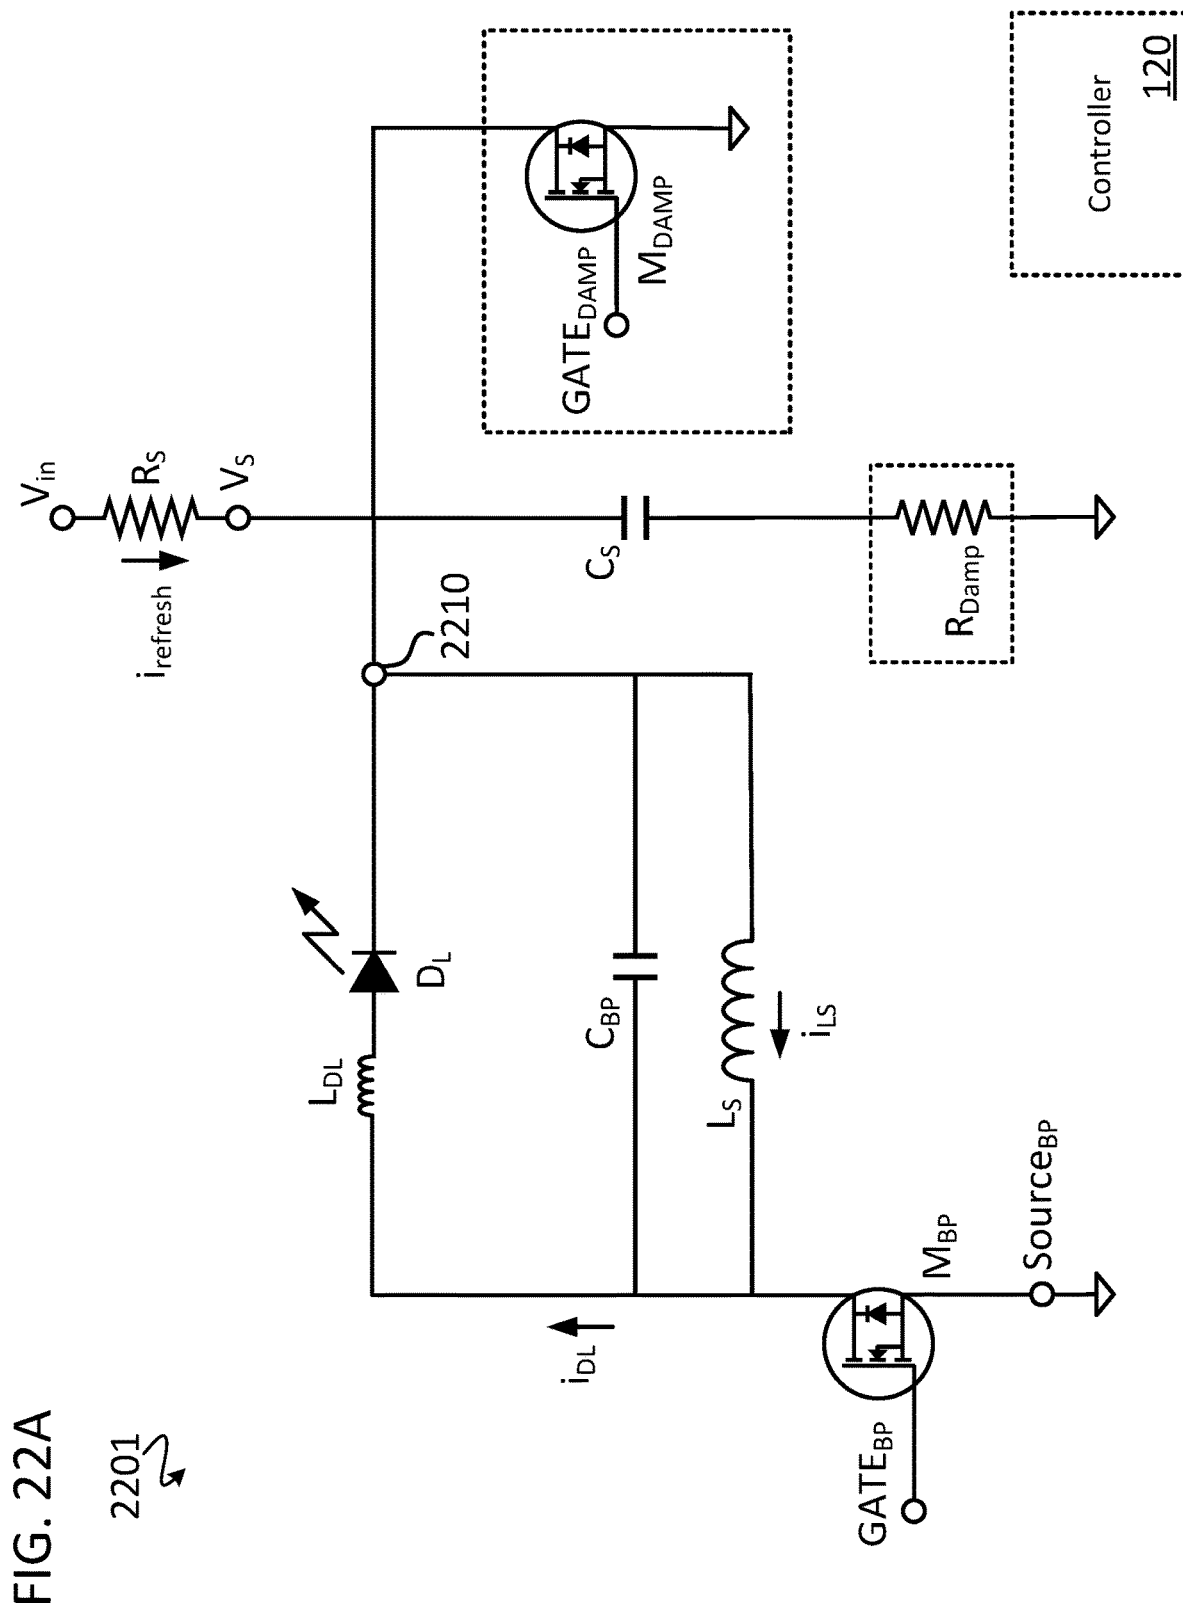 FIG. 22A
2201
V_in
R_S
i_refresh
V_S
2210
L_DL
D_L
i_DL
C_BP
L_S
i_LS
C_S
R_Damp
GATE_DAMP
M_DAMP
GATE_BP
M_BP
Source_BP
Controller
120